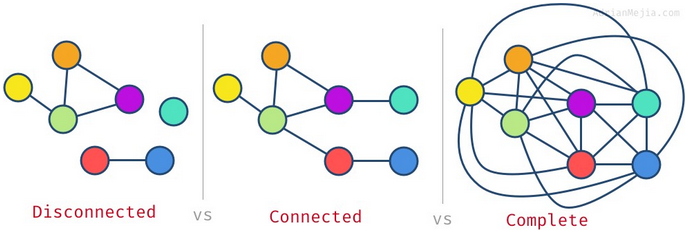 AdrianMejia.com
Disconnected
vs
Connected
vs
Complete